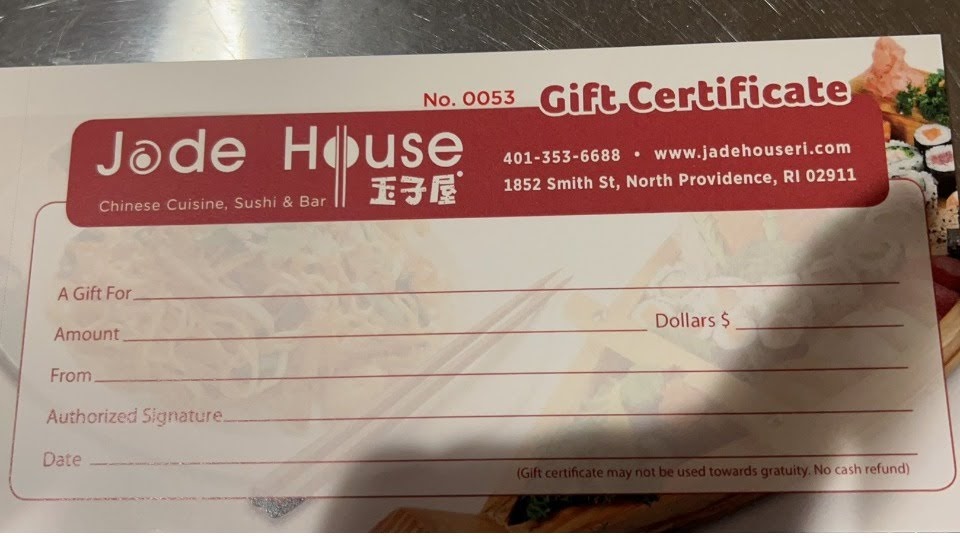 No. 0053 Gift Certificate
Jade House
玉子屋
Chinese Cuisine, Sushi & Bar
401-353-6688 • www.jadehouseri.com
1852 Smith St, North Providence, RI 02911
A Gift For
Amount Dollars $
From
Authorized Signature
Date
(Gift certificate may not be used towards gratuity. No cash refund)